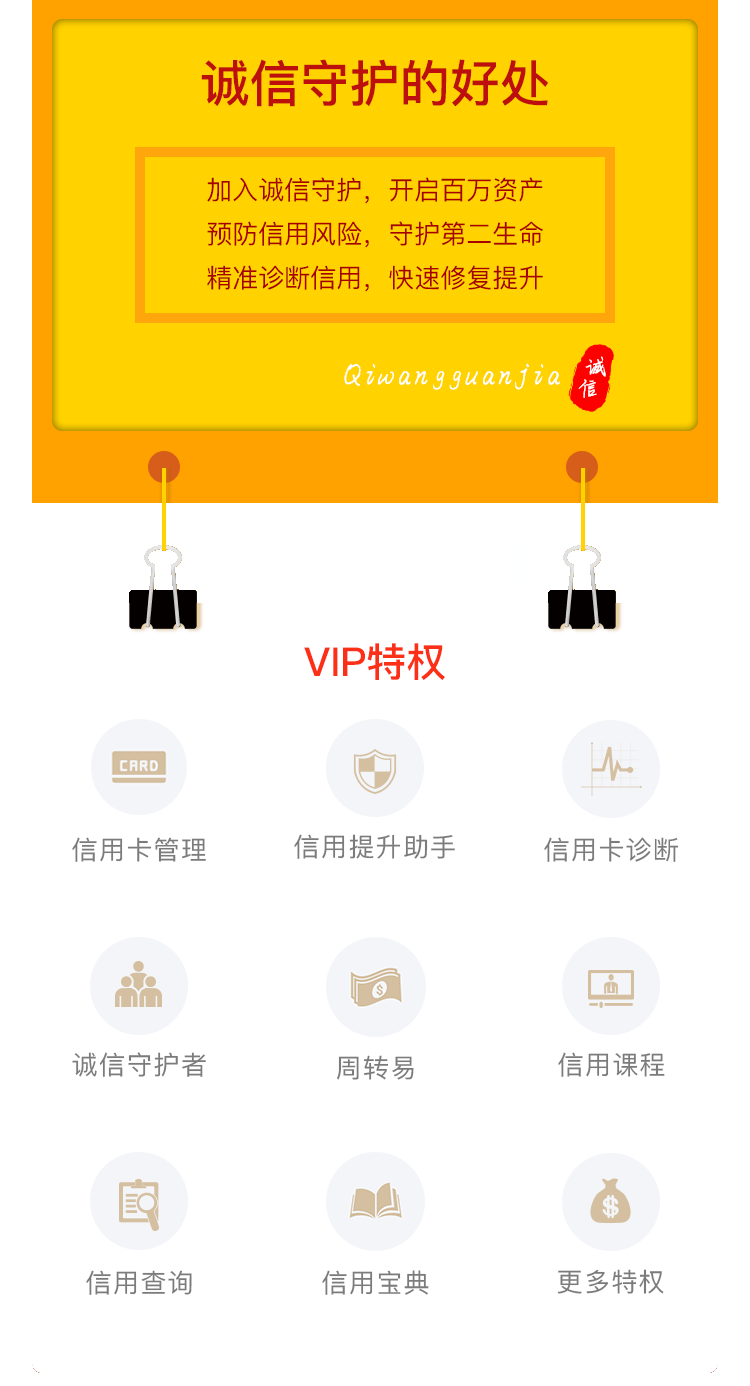 诚信守护的好处
加入诚信守护，开启百万资产
预防信用风险，守护第二生命
精准诊断信用，快速修复提升
Qiwangguanjia
诚
信
VIP特权
CARD
信用卡管理
信用提升助手
信用卡诊断
诚信守护者
周转易
信用课程
信用查询
信用宝典
更多特权